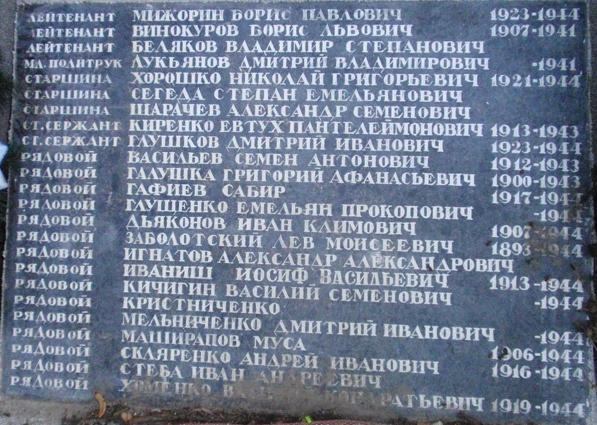 ЛЕЙТЕНАНТ МИЖОРИН БОРИС ПАВЛОВИЧ 1923-1944
ЛЕЙТЕНАНТ ВИНОКУРОВ БОРИС ЛЬВОВИЧ 1907-1941
ЛЕЙТЕНАНТ БЕЛЯКОВ ВЛАДИМИР СТЕПАНОВИЧ
МЛ.ПОЛИТРУК ЛУКЬЯНОВ ДМИТРИЙ ВЛАДИМИРОВИЧ -1941
СТАРШИНА ХОРОШКО НИКОЛАЙ ГРИГОРЬЕВИЧ 1921-1944
СТАРШИНА СЕГЕДА СТЕПАН ЕМЕЛЬЯНОВИЧ
СТАРШИНА ШАРАЧЕВ АЛЕКСАНДР СЕМЕНОВИЧ
СТ.СЕРЖАНТ КИРЕНКО ЕВТУХ ПАНТЕЛЕЙМОНОВИЧ 1913-1943
СТ.СЕРЖАНТ ГЛУШКОВ ДМИТРИЙ ИВАНОВИЧ 1923-1944
РЯДОВОЙ ВАСИЛЬЕВ СЕМЕН АНТОНОВИЧ 1912-1943
РЯДОВОЙ ГАЛУШКА ГРИГОРИЙ АФАНАСЬЕВИЧ 1900-1943
РЯДОВОЙ ГАФИЕВ САБИР 1917-1944
РЯДОВОЙ ГЛУЩЕНКО ЕМЕЛЬЯН ПРОКОПОВИЧ -1944
РЯДОВОЙ ДЬЯКОНОВ ИВАН КЛИМОВИЧ 1907-1944
РЯДОВОЙ ЗАБОЛОТСКИЙ ЛЕВ МОИСЕЕВИЧ 1893-1944
РЯДОВОЙ ИГНАТОВ АЛЕКСАНДР АЛЕКСАНДРОВИЧ
РЯДОВОЙ ИВАНИШ ИОСИФ ВАСИЛЬЕВИЧ 1913-1944
РЯДОВОЙ КИЧИГИН ВАСИЛИЙ СЕМЕНОВИЧ -1944
РЯДОВОЙ КРИСТНИЧЕНКО
РЯДОВОЙ МЕЛЬНИЧЕНКО ДМИТРИЙ ИВАНОВИЧ -1944
РЯДОВОЙ МАШИРАПОВ МУСА
РЯДОВОЙ СКЛЯРЕНКО АНДРЕЙ ИВАНОВИЧ 1906-1944
РЯДОВОЙ СТЕБА ИВАН АНДРЕЕВИЧ 1916-1944
РЯДОВОЙ ХОМЕНКО 1919-1944